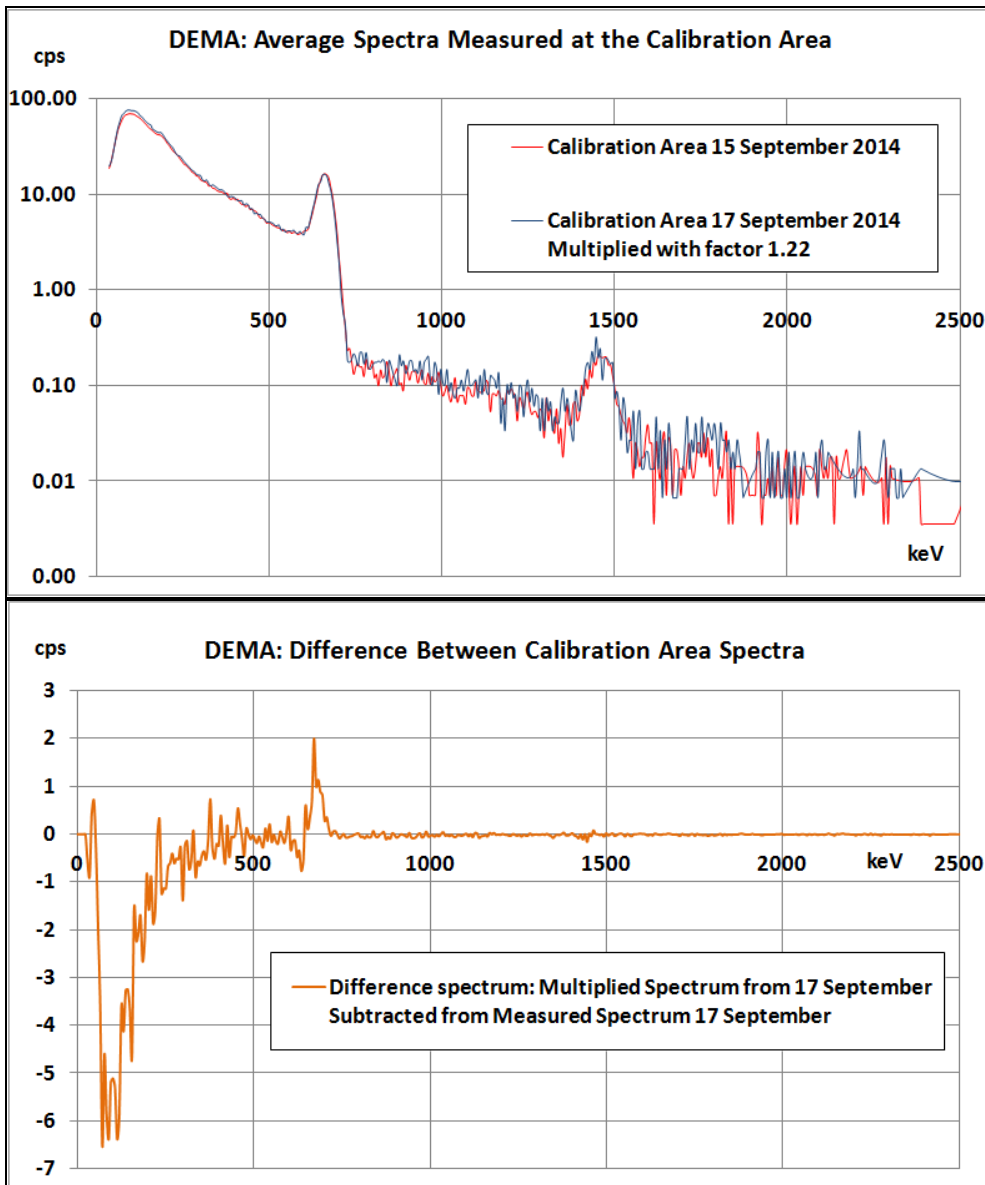 DEMA: Average Spectra Measured at the Calibration Area
cps
100.00
10.00
1.00
0.10
0.01
0.00
0
500
1000
1500
2000
2500
keV
Calibration Area 15 September 2014
Calibration Area 17 September 2014
Multiplied with factor 1.22
DEMA: Difference Between Calibration Area Spectra
cps
3
2
1
0
-1
-2
-3
-4
-5
-6
-7
0
500
1000
1500
2000
2500
keV
Difference spectrum: Multiplied Spectrum from 17 September
Subtracted from Measured Spectrum 17 September